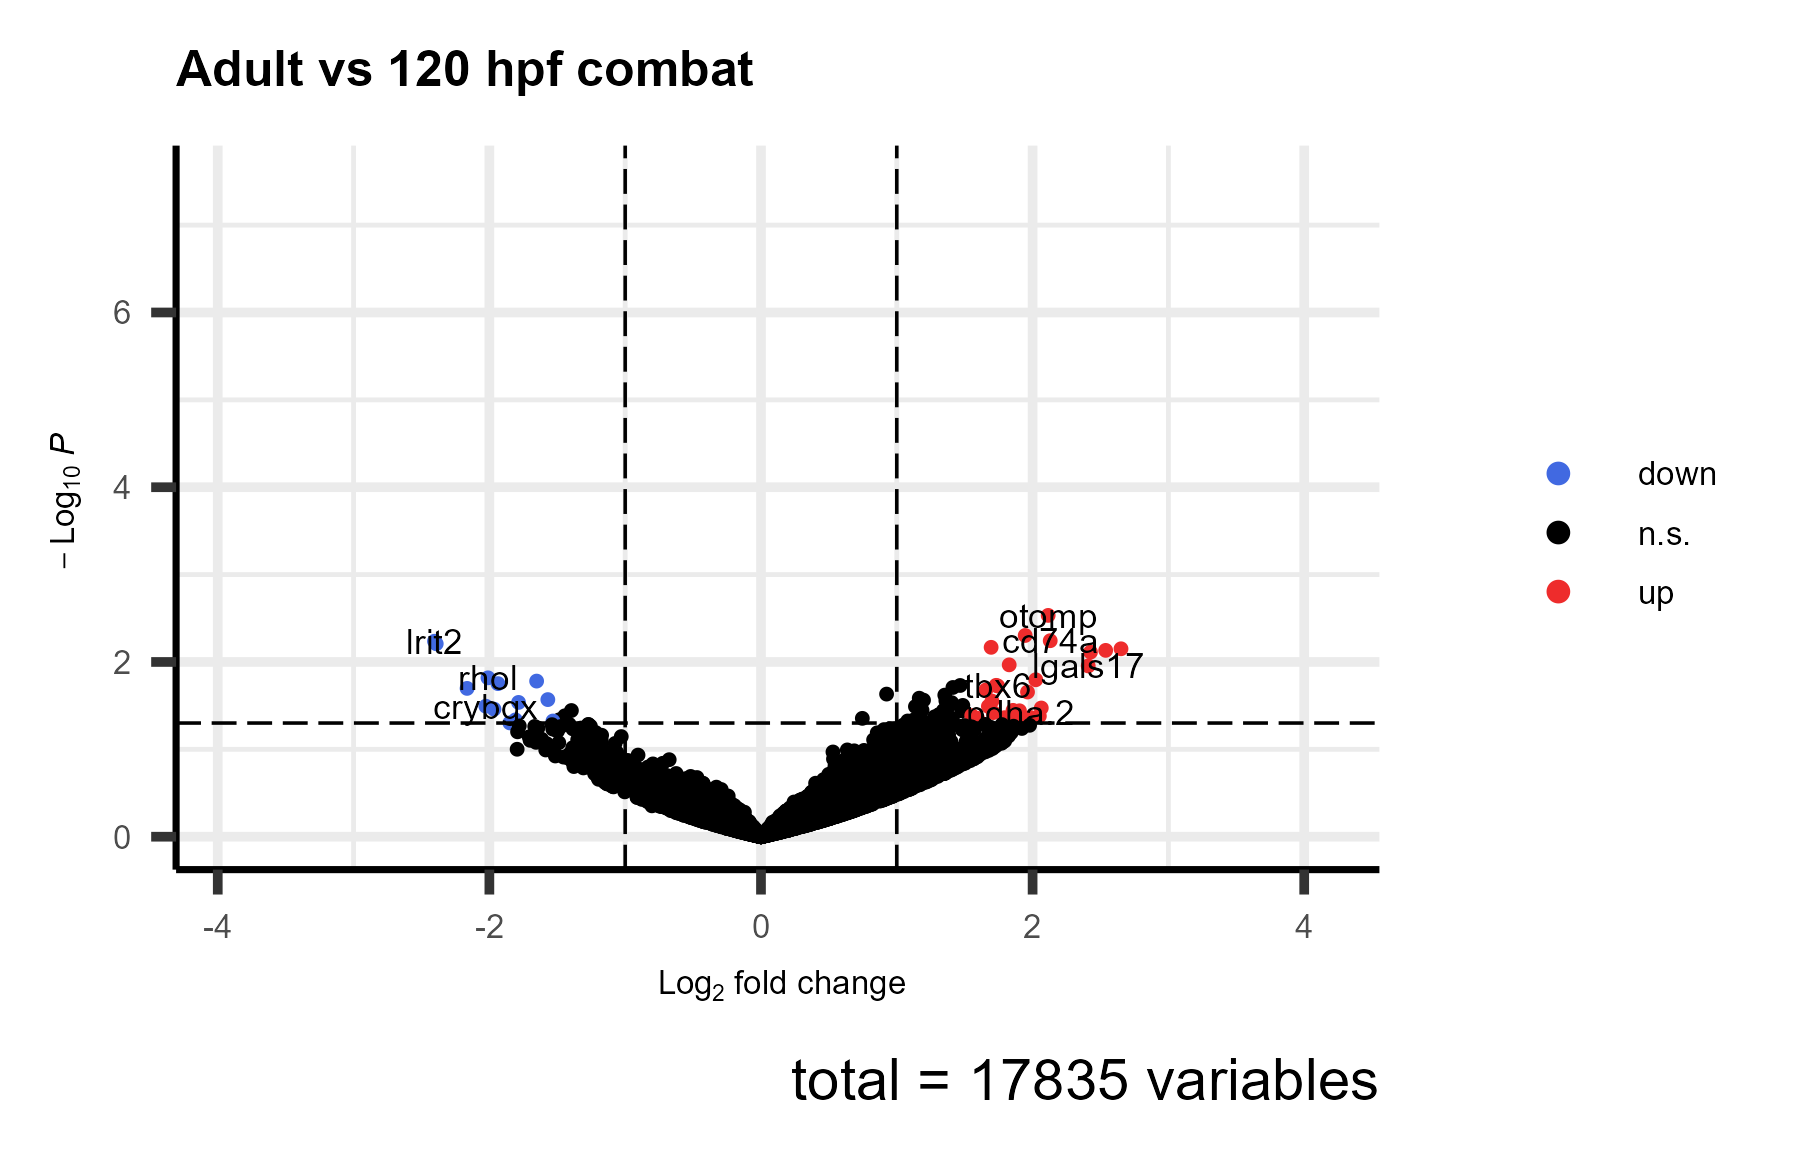 Adult vs 120 hpf combat
− Log10 P
6
4
2
0
otomp
cd74a
lgals17
tbx6
lrit2
rhol
crybgx
-4
-2
0
2
4
Log2 fold change
down
n.s.
up
total = 17835 variables